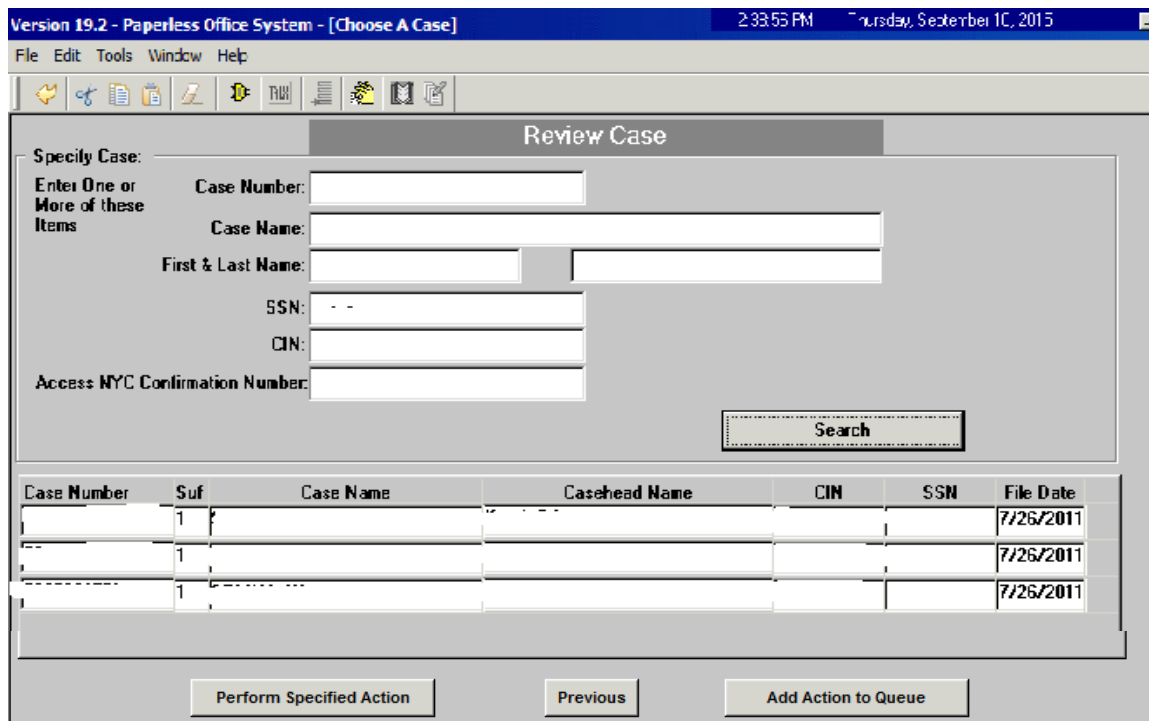 Version 19.2 - Paperless Office System - [Choose A Case] 2:33:56 PM Thursday, September 10, 2015
File Edit Tools Window Help
Review Case
Specify Case:
Enter One or More of these Items
Case Number:
Case Name:
First & Last Name:
SSN: - -
CIN:
Access NYC Confirmation Number:
Search
Case Number Suf Case Name Casehead Name CIN SSN File Date
1 7/26/2011
1 7/26/2011
1 7/26/2011
Perform Specified Action Previous Add Action to Queue